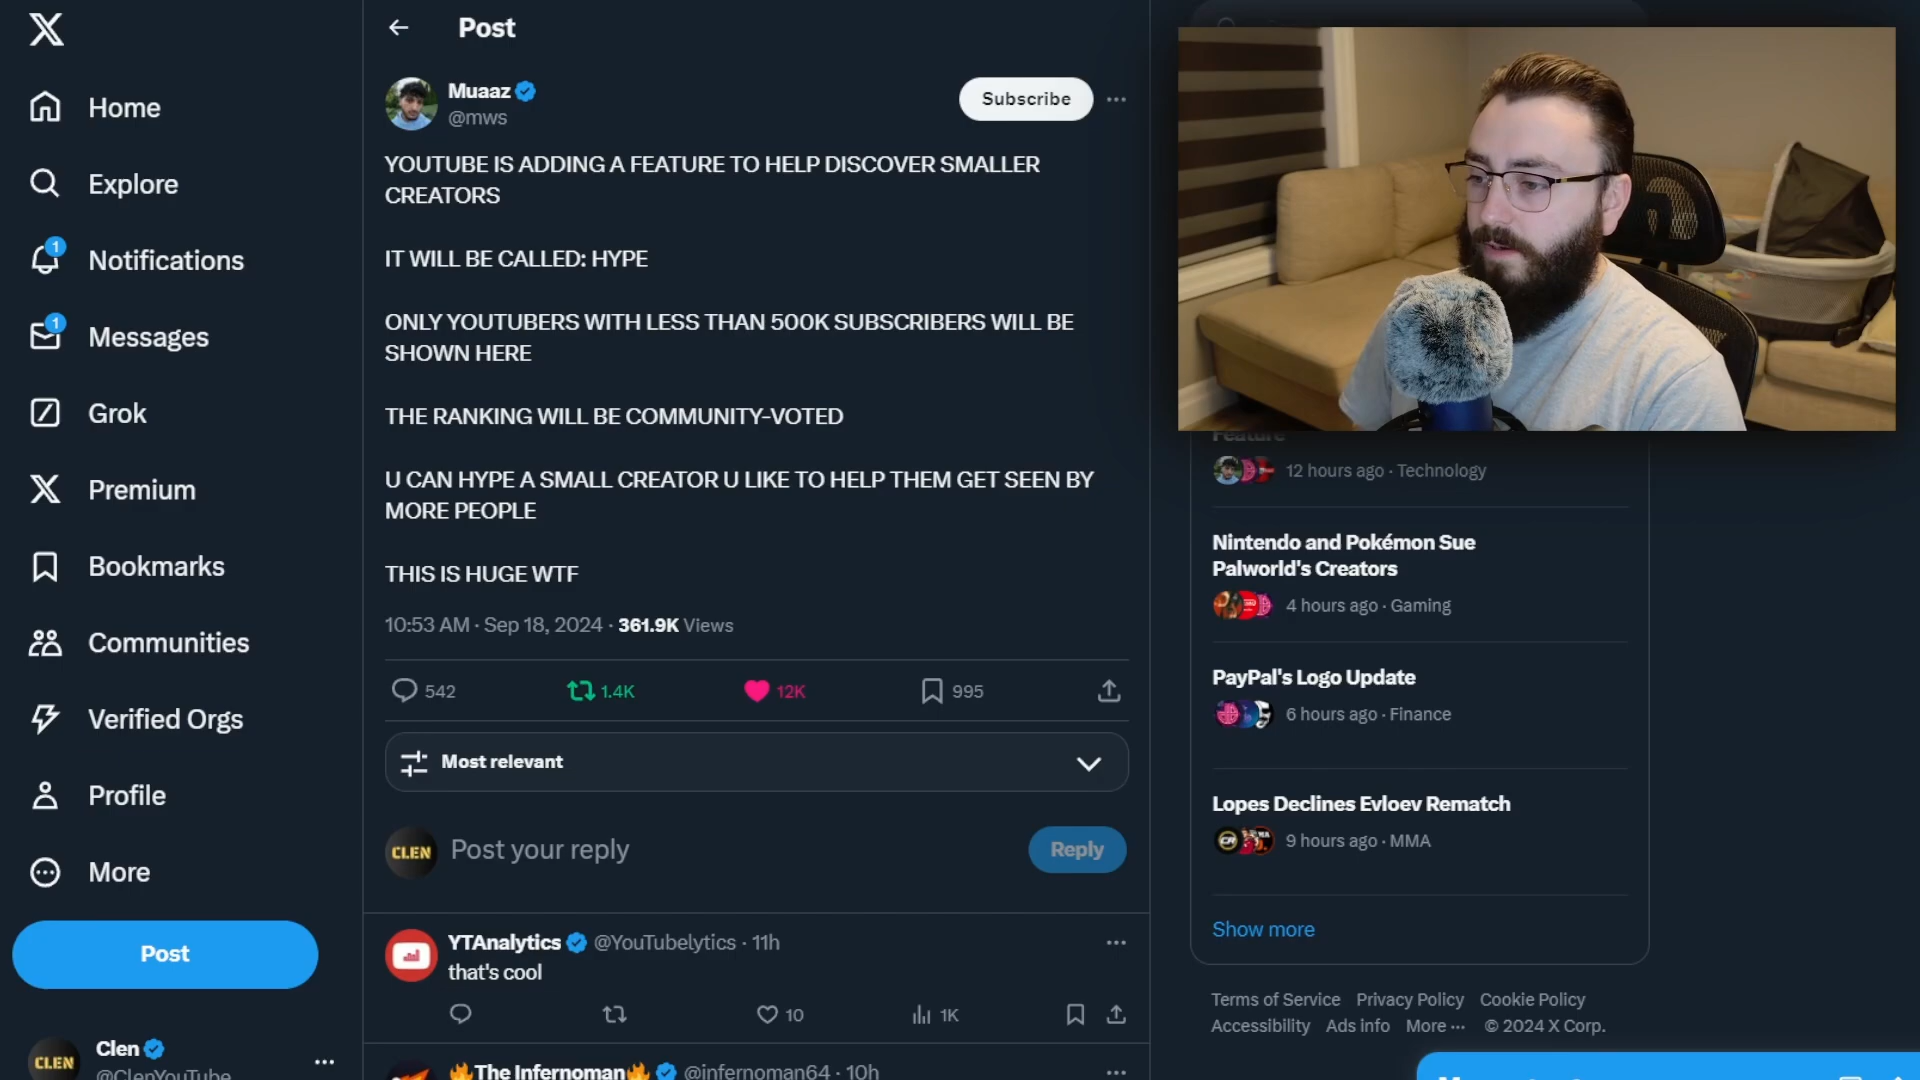 Home
Explore
1
Notifications
1
Messages
Grok
Premium
Bookmarks
Communities
Verified Orgs
Profile
More
Post
CLEN
Clen
@ClenYouTube
Post
Muaaz
@mws
Subscribe
YOUTUBE IS ADDING A FEATURE TO HELP DISCOVER SMALLER
CREATORS
IT WILL BE CALLED: HYPE
ONLY YOUTUBERS WITH LESS THAN 500K SUBSCRIBERS WILL BE
SHOWN HERE
THE RANKING WILL BE COMMUNITY-VOTED
U CAN HYPE A SMALL CREATOR U LIKE TO HELP THEM GET SEEN BY
MORE PEOPLE
THIS IS HUGE WTF
10:53 AM · Sep 18, 2024 · 361.9K Views
542 1.4K 12K 995
Most relevant
CLEN
Post your reply
Reply
YTAnalytics @YouTubelytics · 11h
that's cool
10 1K
🔥The Infernoman🔥 @infernoman64 · 10h
Feature
12 hours ago · Technology
Nintendo and Pokémon Sue
Palworld's Creators
4 hours ago · Gaming
PayPal's Logo Update
6 hours ago · Finance
Lopes Declines Evloev Rematch
9 hours ago · MMA
Show more
Terms of Service Privacy Policy Cookie Policy
Accessibility Ads info More ··· © 2024 X Corp.